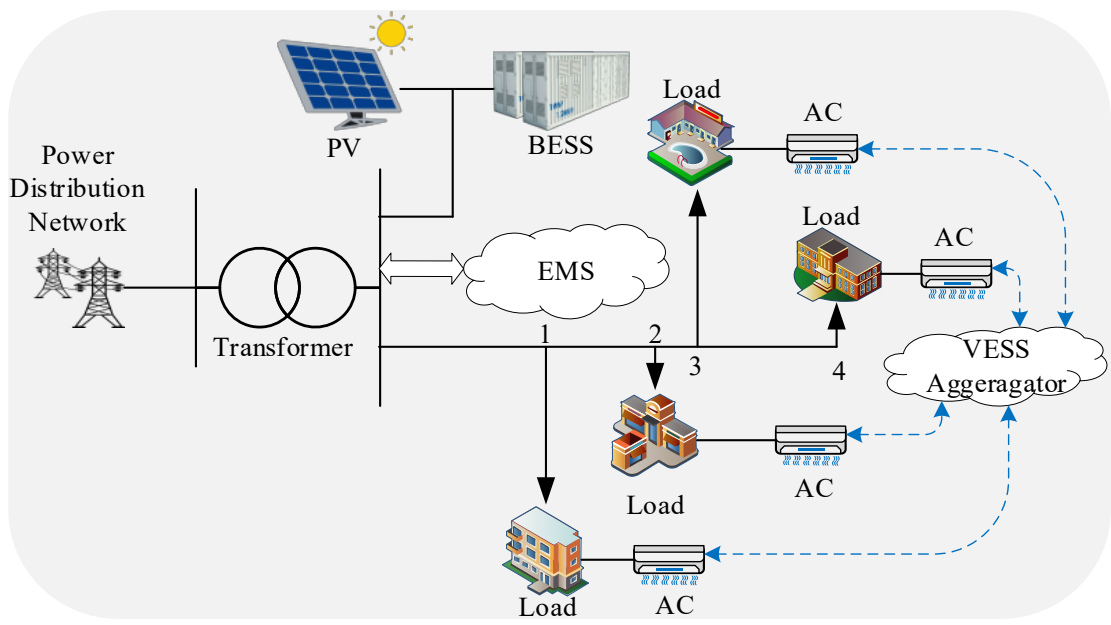 PV
BESS
Load
AC
Power
Distribution
Network
Load
AC
EMS
Transformer
1
2
3
4
VESS
Aggeragator
Load
AC
Load
AC